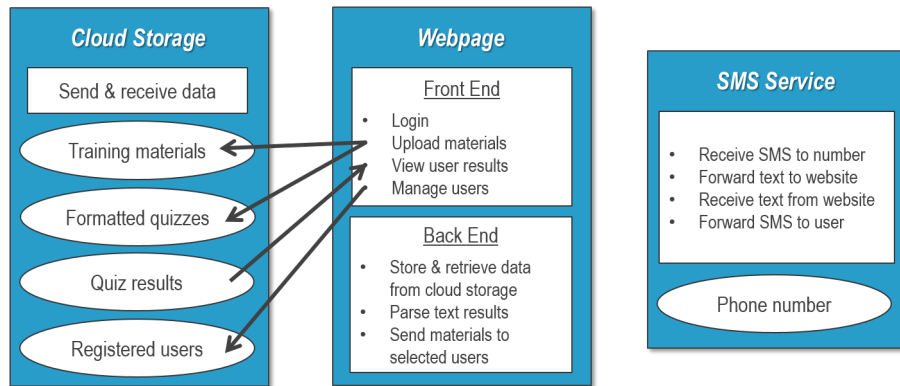 Cloud Storage
Send & receive data
Training materials
Formatted quizzes
Quiz results
Registered users
Webpage
Front End
• Login
• Upload materials
• View user results
• Manage users
Back End
• Store & retrieve data
from cloud storage
• Parse text results
• Send materials to
selected users
SMS Service
• Receive SMS to number
• Forward text to website
• Receive text from website
• Forward SMS to user
Phone number